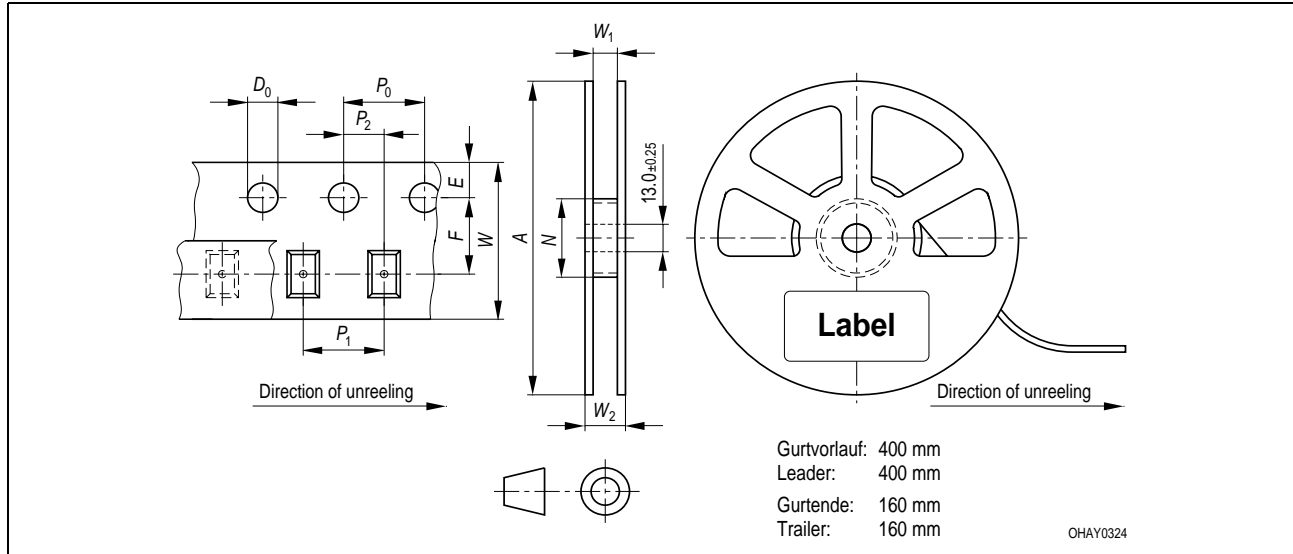 D0
P0
P2
E
F
W
P1
Direction of unreeling
W1
A
N
13.0±0.25
W2
Label
Direction of unreeling
Gurtvorlauf: 400 mm
Leader: 400 mm
Gurtende: 160 mm
Trailer: 160 mm
OHAY0324